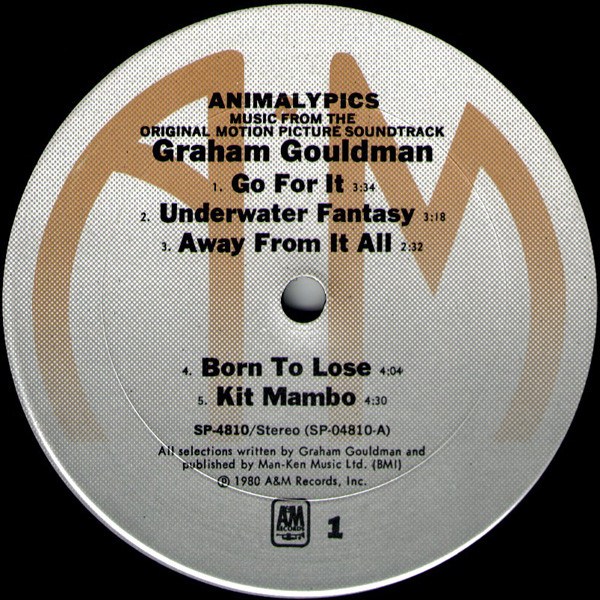 ANIMALYPICS
MUSIC FROM THE
ORIGINAL MOTION PICTURE SOUNDTRACK
Graham Gouldman
1. Go For It 3:34
2. Underwater Fantasy 3:18
3. Away From It All 2:32
4. Born To Lose 4:04
5. Kit Mambo 4:30
SP-4810/Stereo (SP-04810-A)
All selections written by Graham Gouldman and
published by Man-Ken Music Ltd. (BMI)
℗ 1980 A&M Records, Inc.
A&M
RECORDS
1